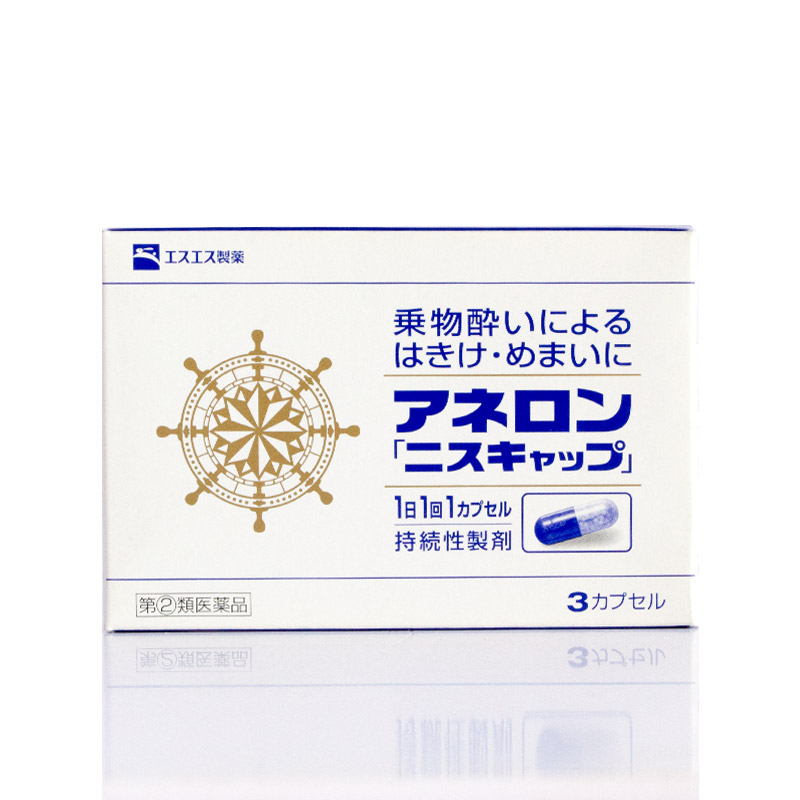 エスエス製薬
乗物酔いによる
はきけ・めまいに
アネロン
「ニスキャップ」
1日1回1カプセル
持続性製剤
第②類医薬品
3カプセル